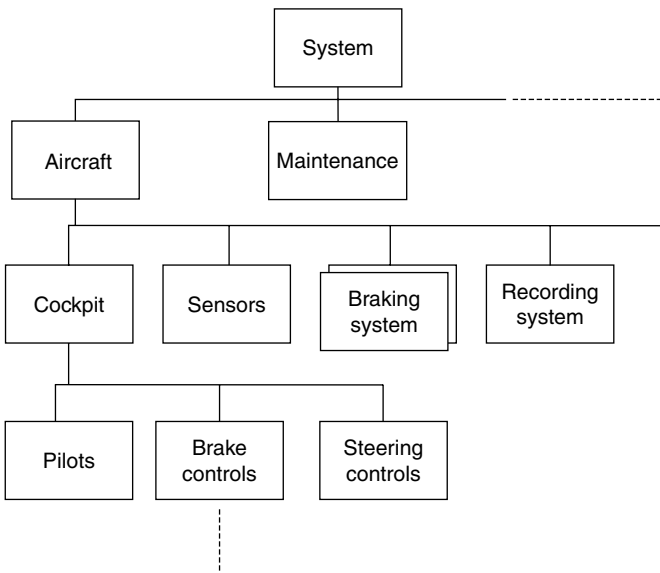 System
Aircraft
Maintenance
Cockpit
Sensors
Braking
system
Recording
system
Pilots
Brake
controls
Steering
controls